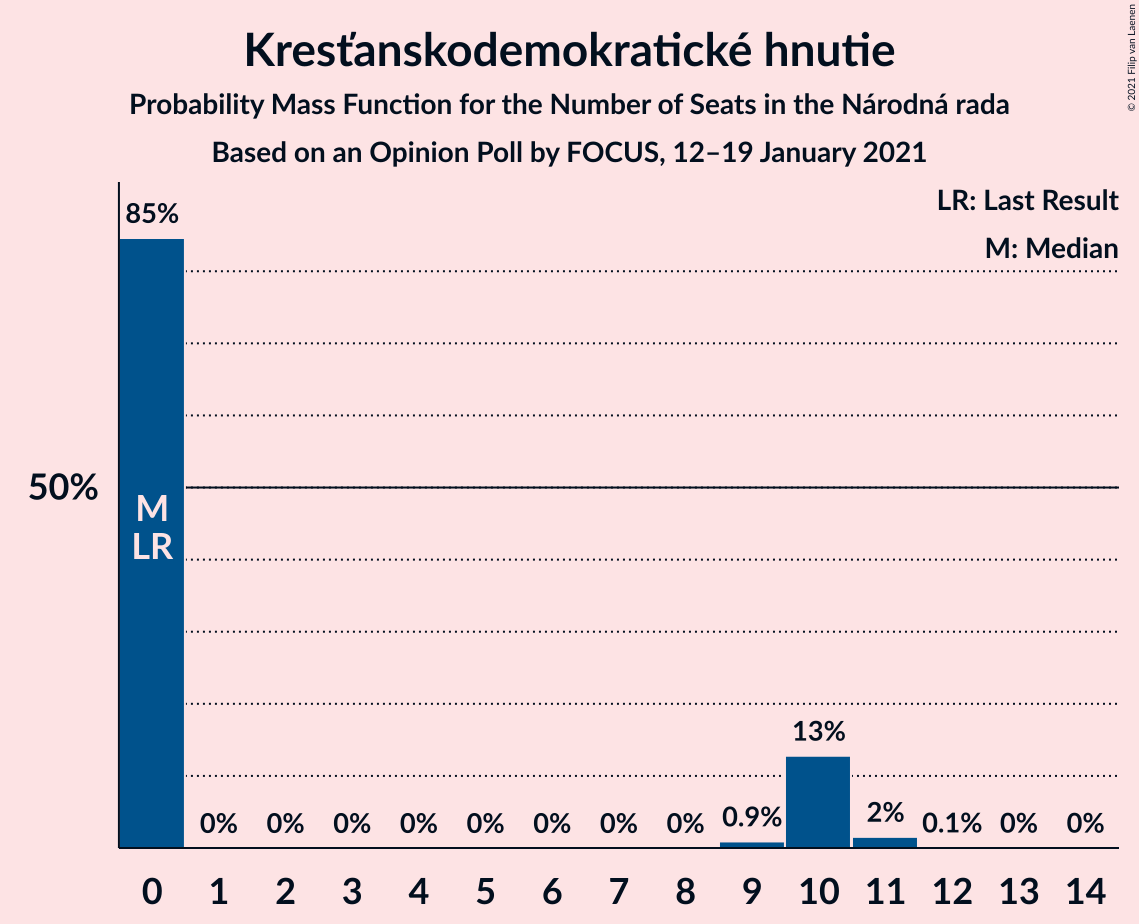 Kresťanskodemokratické hnutie
Probability Mass Function for the Number of Seats in the Národná rada
Based on an Opinion Poll by FOCUS, 12–19 January 2021
© 2021 Filip van Laenen
LR: Last Result
M: Median
85%
50%
M
LR
0% 0% 0% 0% 0% 0% 0% 0% 0.9% 13% 2% 0.1% 0% 0%
0 1 2 3 4 5 6 7 8 9 10 11 12 13 14